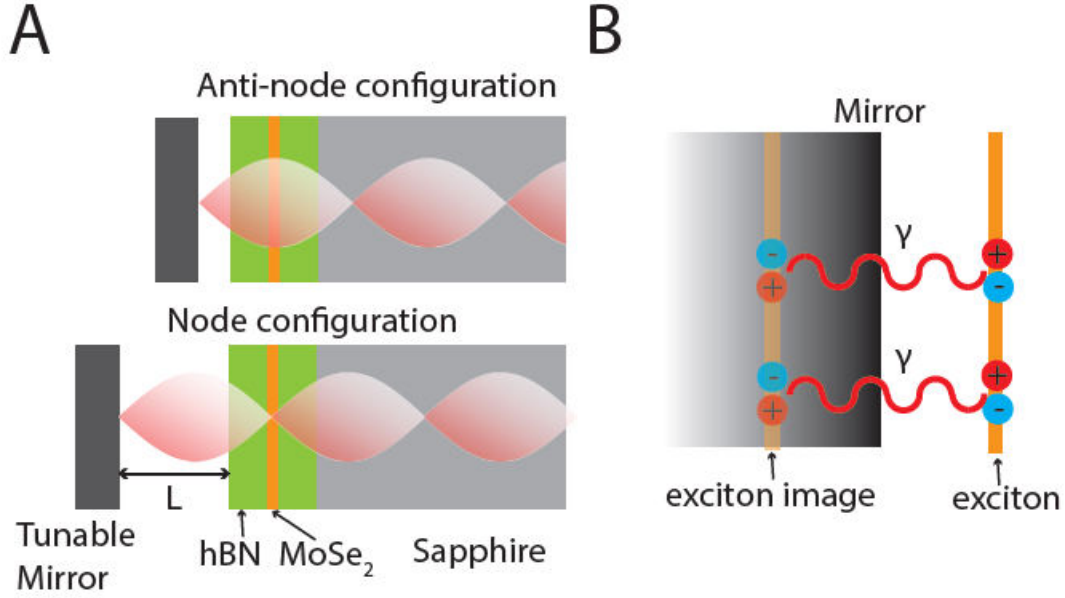 A
Anti-node configuration
Node configuration
L
Tunable
Mirror
hBN
MoSe₂
Sapphire
B
Mirror
γ
-
+
+
-
γ
-
+
+
-
exciton image
exciton